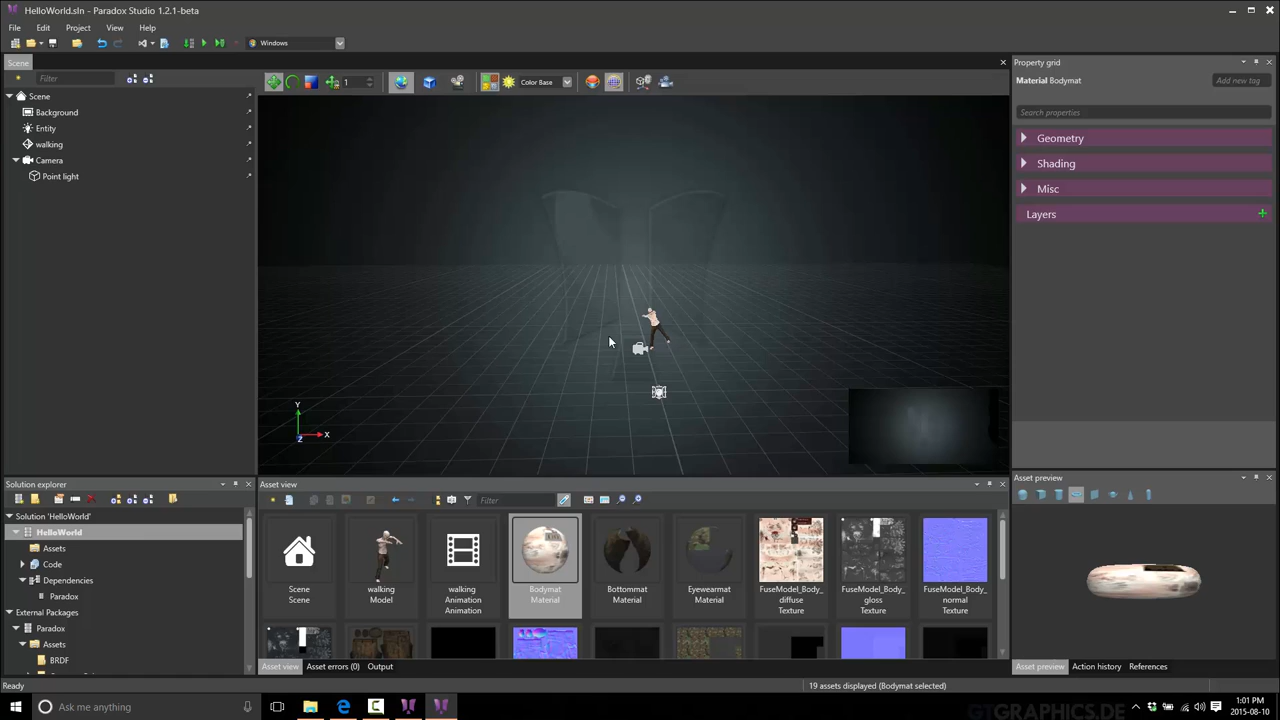 HelloWorld.sln - Paradox Studio 1.2.1-beta
File Edit Project View Help
Windows
Scene
Filter
1
Color Base
Scene
Background
Entity
walking
Camera
Point light
Y
X
Z
Property grid
Material Bodymat
Add new tag
Search properties
Geometry
Shading
Misc
Layers
Solution explorer
Solution 'HelloWorld'
HelloWorld
Assets
Code
Dependencies
Paradox
External Packages
Paradox
Assets
BRDF
Asset view
Filter
Scene
Scene
walking
Model
walking
Animation
Animation
Bodymat
Material
Bottommat
Material
Eyewearmat
Material
FuseModel_Body_
diffuse
Texture
FuseModel_Body_
gloss
Texture
FuseModel_Body_
normal
Texture
Asset view Asset errors (0) Output
Asset preview
Asset preview Action history References
Ready
19 assets displayed (Bodymat selected)
Ask me anything
1:01 PM
2015-08-10
GTGRAPHICS.DE